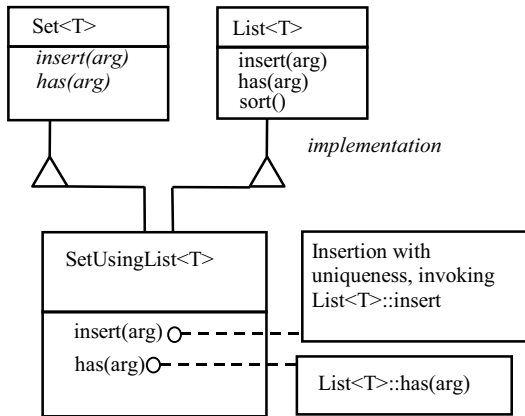 Set<T>
insert(arg)
has(arg)
List<T>
insert(arg)
has(arg)
sort()
implementation
SetUsingList<T>
insert(arg)
has(arg)
Insertion with
uniqueness, invoking
List<T>::insert
List<T>::has(arg)